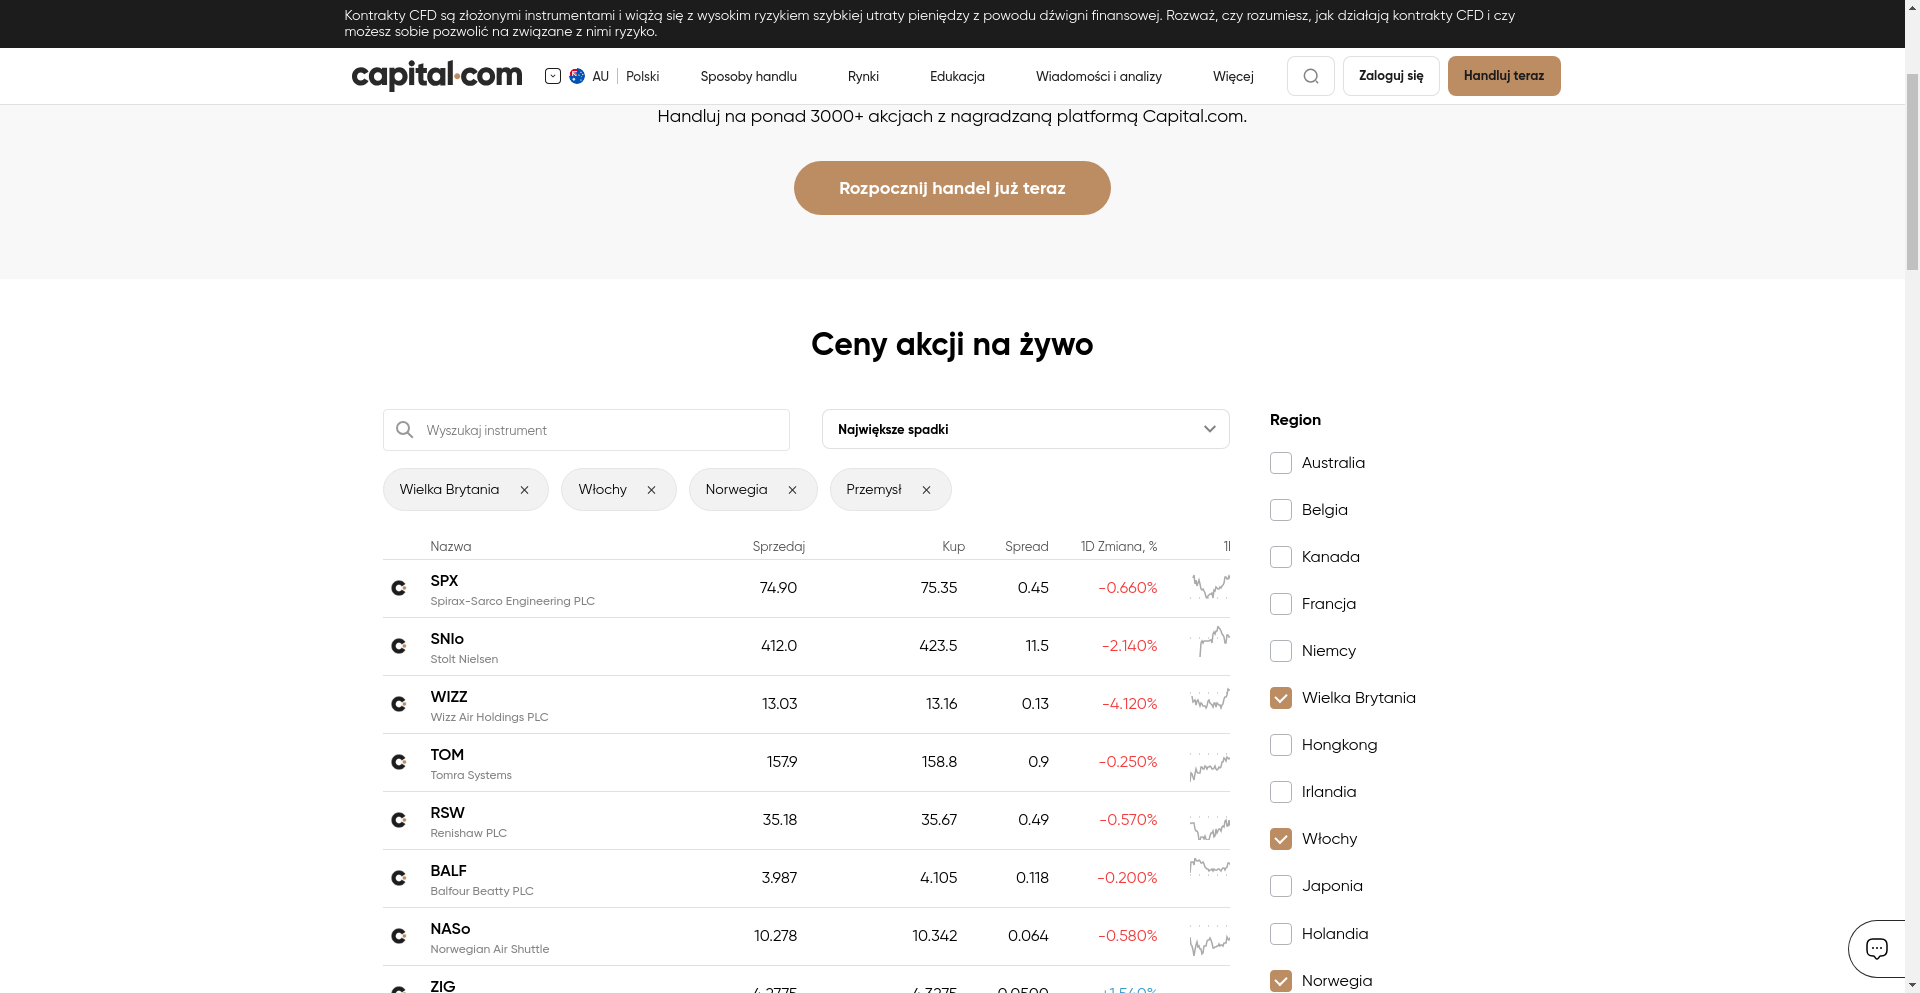 Kontrakty CFD są złożonymi instrumentami i wiążą się z wysokim ryzykiem szybkiej utraty pieniędzy z powodu dźwigni finansowej. Rozważ, czy rozumiesz, jak działają kontrakty CFD i czy
możesz sobie pozwolić na związane z nimi ryzyko.
capital.com AU Polski Sposoby handlu Rynki Edukacja Wiadomości i analizy Więcej Zaloguj się Handluj teraz
Handluj na ponad 3000+ akcjach z nagradzaną platformą Capital.com.
Rozpocznij handel już teraz
Ceny akcji na żywo
Wyszukaj instrument
Największe spadki
Wielka Brytania × Włochy × Norwegia × Przemysł ×
Nazwa Sprzedaj Kup Spread 1D Zmiana, %
SPX 74.90 75.35 0.45 -0.660%
Spirax-Sarco Engineering PLC
SNIo 412.0 423.5 11.5 -2.140%
Stolt Nielsen
WIZZ 13.03 13.16 0.13 -4.120%
Wizz Air Holdings PLC
TOM 157.9 158.8 0.9 -0.250%
Tomra Systems
RSW 35.18 35.67 0.49 -0.570%
Renishaw PLC
BALF 3.987 4.105 0.118 -0.200%
Balfour Beatty PLC
NASo 10.278 10.342 0.064 -0.580%
Norwegian Air Shuttle
ZIG 4.2775 4.3275 0.0500 +1.540%
Region
Australia
Belgia
Kanada
Francja
Niemcy
Wielka Brytania
Hongkong
Irlandia
Włochy
Japonia
Holandia
Norwegia